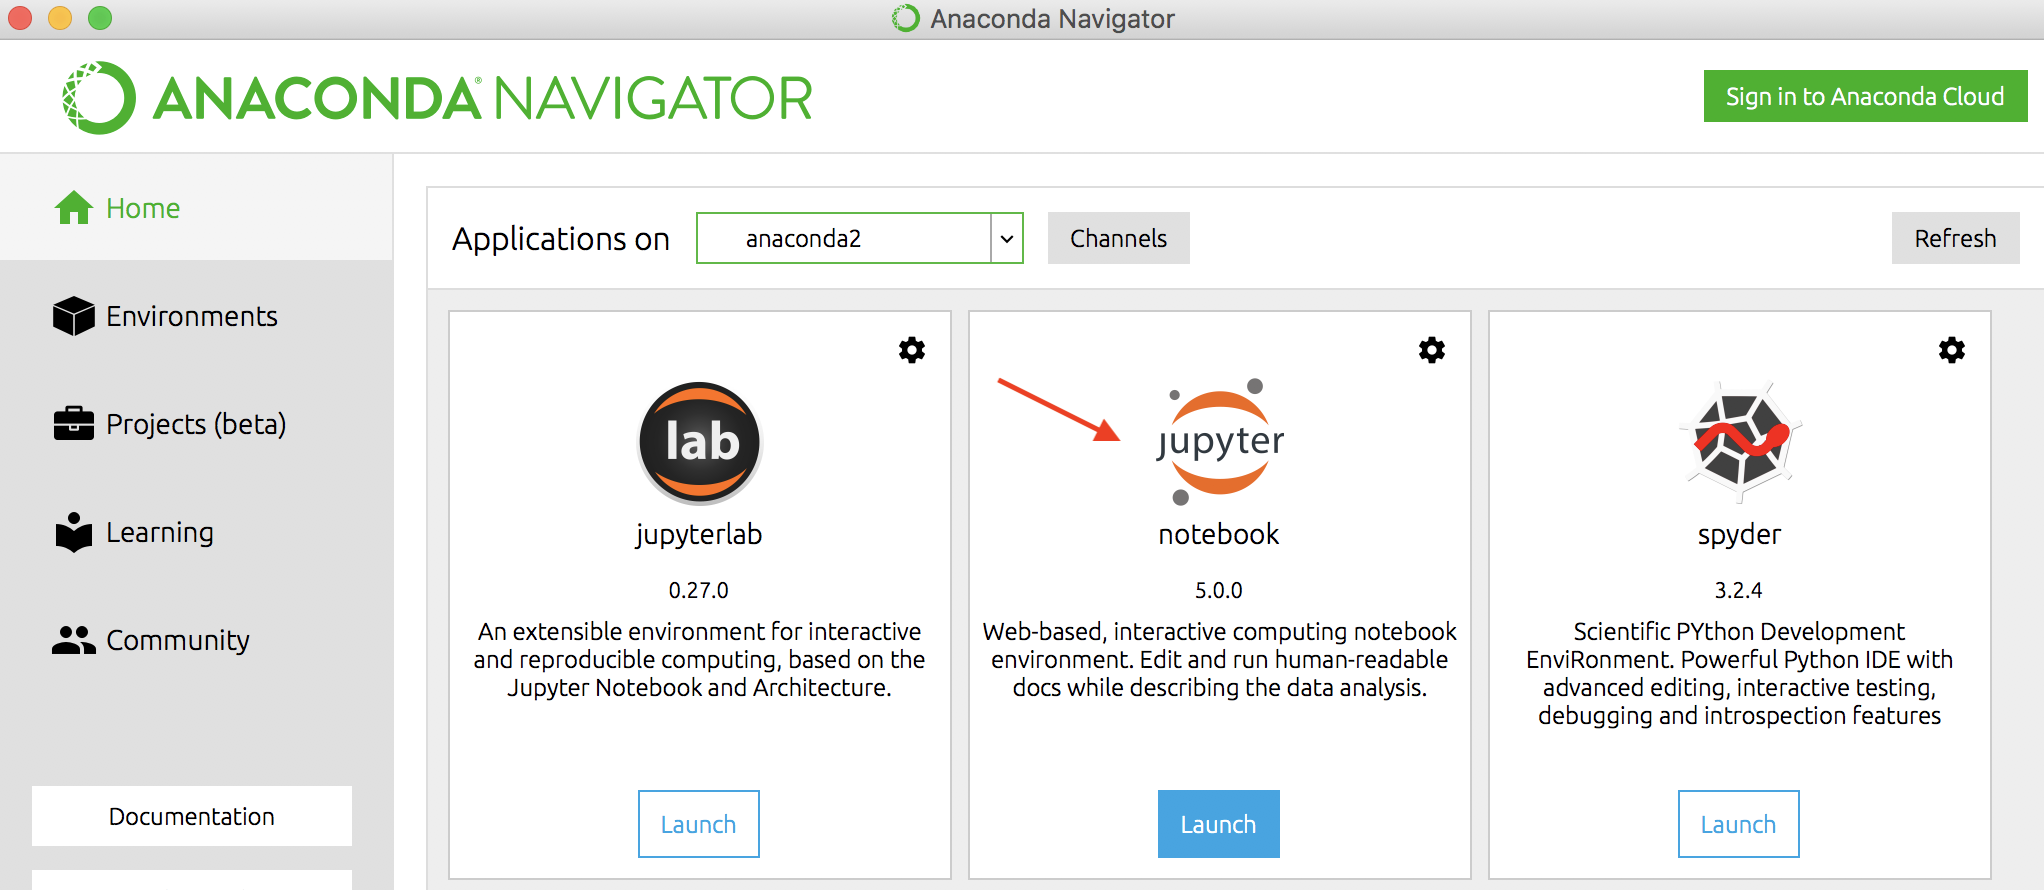 Anaconda Navigator
ANACONDA® NAVIGATOR
Sign in to Anaconda Cloud
Home
Environments
Projects (beta)
Learning
Community
Documentation
Applications on
anaconda2
Channels
Refresh
lab
jupyterlab
0.27.0
An extensible environment for interactive
and reproducible computing, based on the
Jupyter Notebook and Architecture.
Launch
jupyter
notebook
5.0.0
Web-based, interactive computing notebook
environment. Edit and run human-readable
docs while describing the data analysis.
Launch
spyder
3.2.4
Scientific PYthon Development
EnviRonment. Powerful Python IDE with
advanced editing, interactive testing,
debugging and introspection features
Launch